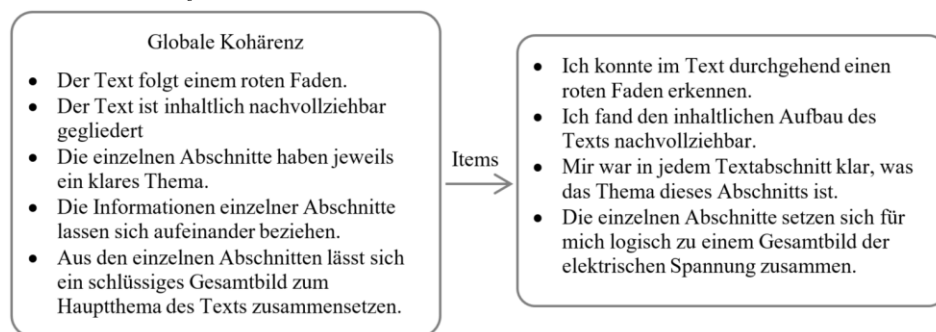 Globale Kohärenz
• Der Text folgt einem roten Faden.
• Der Text ist inhaltlich nachvollziehbar
gegliedert
• Die einzelnen Abschnitte haben jeweils
ein klares Thema.
• Die Informationen einzelner Abschnitte
lassen sich aufeinander beziehen.
• Aus den einzelnen Abschnitten lässt sich
ein schlüssiges Gesamtbild zum
Hauptthema des Texts zusammensetzen.
Items
• Ich konnte im Text durchgehend einen
roten Faden erkennen.
• Ich fand den inhaltlichen Aufbau des
Texts nachvollziehbar.
• Mir war in jedem Textabschnitt klar, was
das Thema dieses Abschnitts ist.
• Die einzelnen Abschnitte setzen sich für
mich logisch zu einem Gesamtbild der
elektrischen Spannung zusammen.